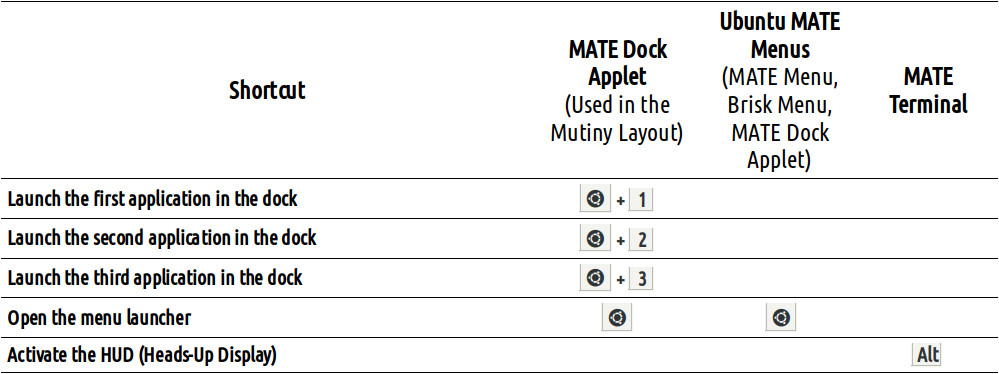 Shortcut
MATE Dock
Applet
(Used in the
Mutiny Layout)
Ubuntu MATE
Menus
(MATE Menu,
Brisk Menu,
MATE Dock
Applet)
MATE
Terminal
Launch the first application in the dock + 1
Launch the second application in the dock + 2
Launch the third application in the dock + 3
Open the menu launcher
Activate the HUD (Heads-Up Display) Alt